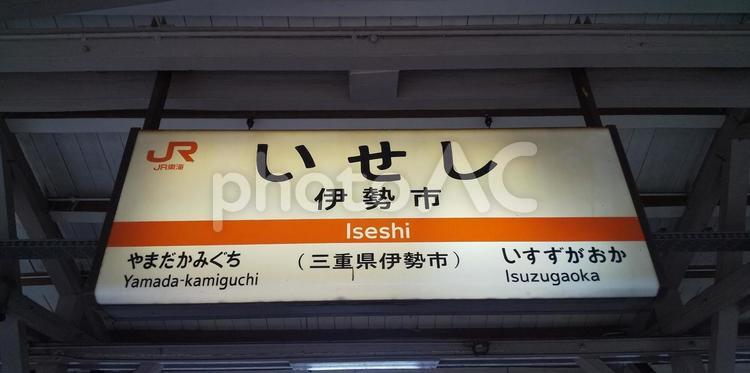 JR
JR東海
いせし
伊勢市
Iseshi
やまだかみぐち
Yamada-kamiguchi
（三重県伊勢市）
いすずがおか
Isuzugaoka
photoAC